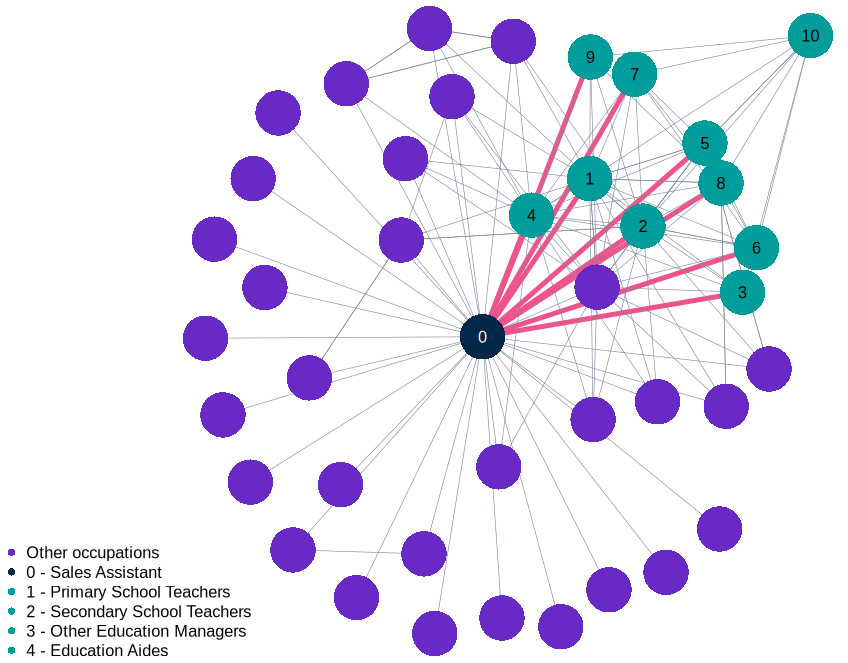 10
9
7
5
1
8
4
2
6
3
0
Other occupations
0 - Sales Assistant
1 - Primary School Teachers
2 - Secondary School Teachers
3 - Other Education Managers
4 - Education Aides